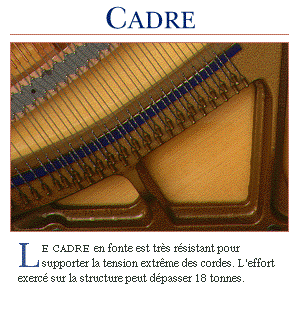 CADRE
LE CADRE en fonte est très résistant pour
supporter la tension extrême des cordes. L'effort
exercé sur la structure peut dépasser 18 tonnes.